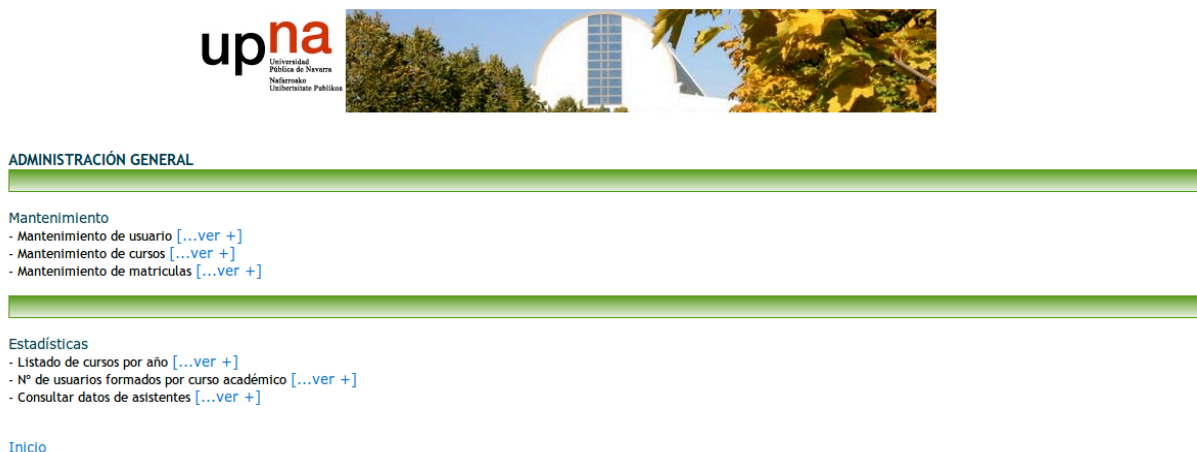 upna
Universidad
Pública de Navarra
Nafarroako
Unibertsitate Publikoa
ADMINISTRACIÓN GENERAL
Mantenimiento
- Mantenimiento de usuario [...ver +]
- Mantenimiento de cursos [...ver +]
- Mantenimiento de matriculas [...ver +]
Estadísticas
- Listado de cursos por año [...ver +]
- Nº de usuarios formados por curso académico [...ver +]
- Consultar datos de asistentes [...ver +]
Inicio